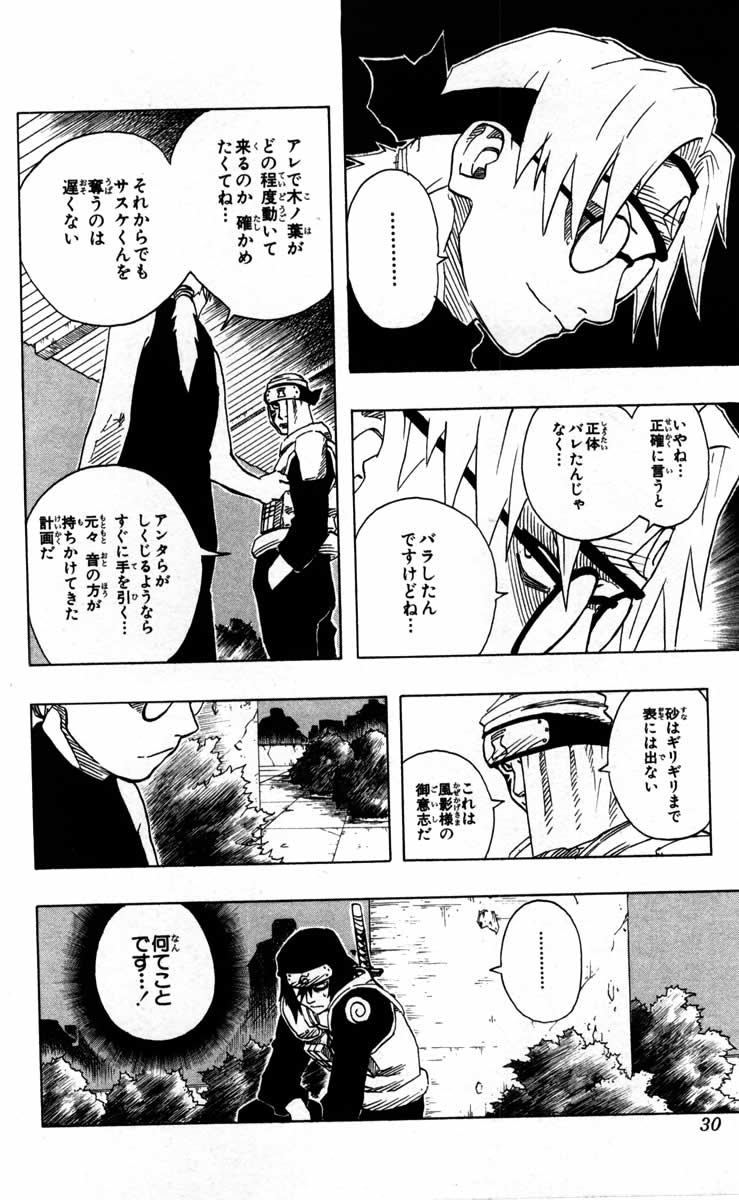 ………
いやね…
正確に言うと
正体
バレたんじゃ
なく…
バラしたん
ですけどね…
アレで木ノ葉が
どの程度動いて
来るのか 確かめ
たくてね…
それからでも
サスケくんを
奪うのは
遅くない
アンタらが
しくじるようなら
すぐに手を引く…
元々 音の方が
持ちかけてきた
計画だ
砂はギリギリまで
表には出ない
これは
風影様の
御意志だ
………
何てこと
です…!
30